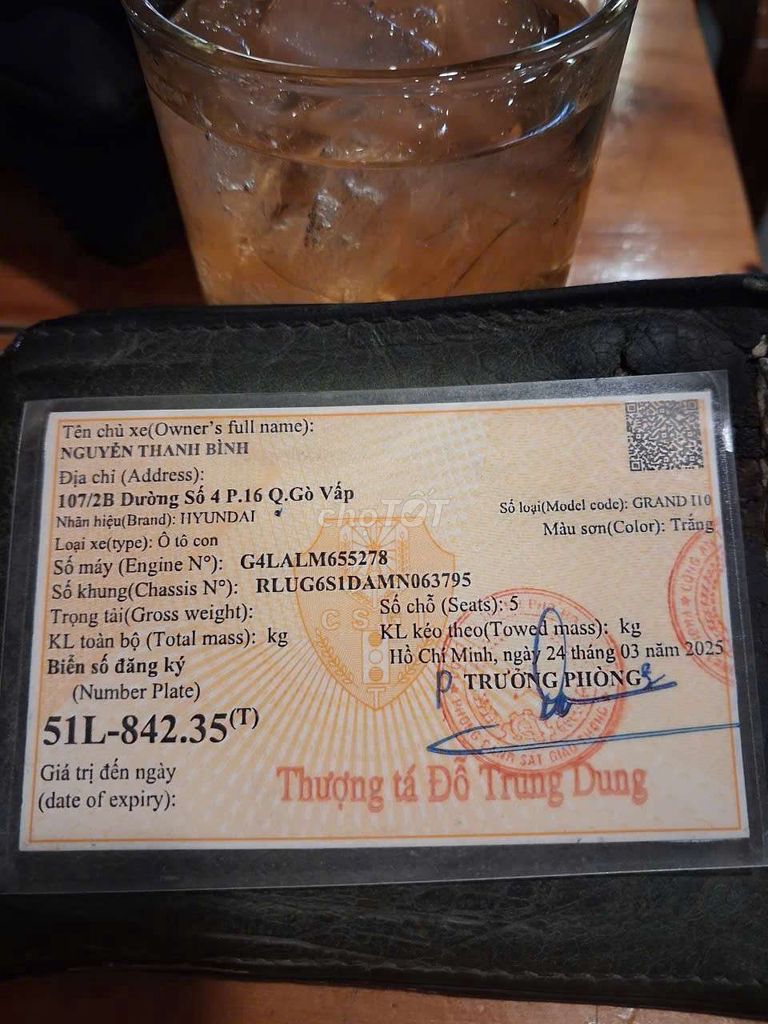 Tên chủ xe(Owner's full name):
NGUYỄN THANH BÌNH
Địa chỉ (Address):
107/2B Dường Số 4 P.16 Q.Gò Vấp
Nhãn hiệu(Brand): HYUNDAI
Số loại(Model code): GRAND I10
Loại xe(type): Ô tô con
Màu sơn(Color): Trắng
Số máy (Engine N°): G4LALM655278
Số khung(Chassis N°): RLUG6S1DAMN063795
Trọng tải(Gross weight):
Số chỗ (Seats): 5
KL toàn bộ (Total mass): kg
KL kéo theo(Towed mass): kg
Biển số đăng ký
(Number Plate)
Hồ Chí Minh, ngày 24 tháng 03 năm 2025
P TRƯỞNG PHÒNG
51L-842.35(T)
Giá trị đến ngày
(date of expiry):
Thượng tá Đỗ Trung Dung
choTỐT
CSGT